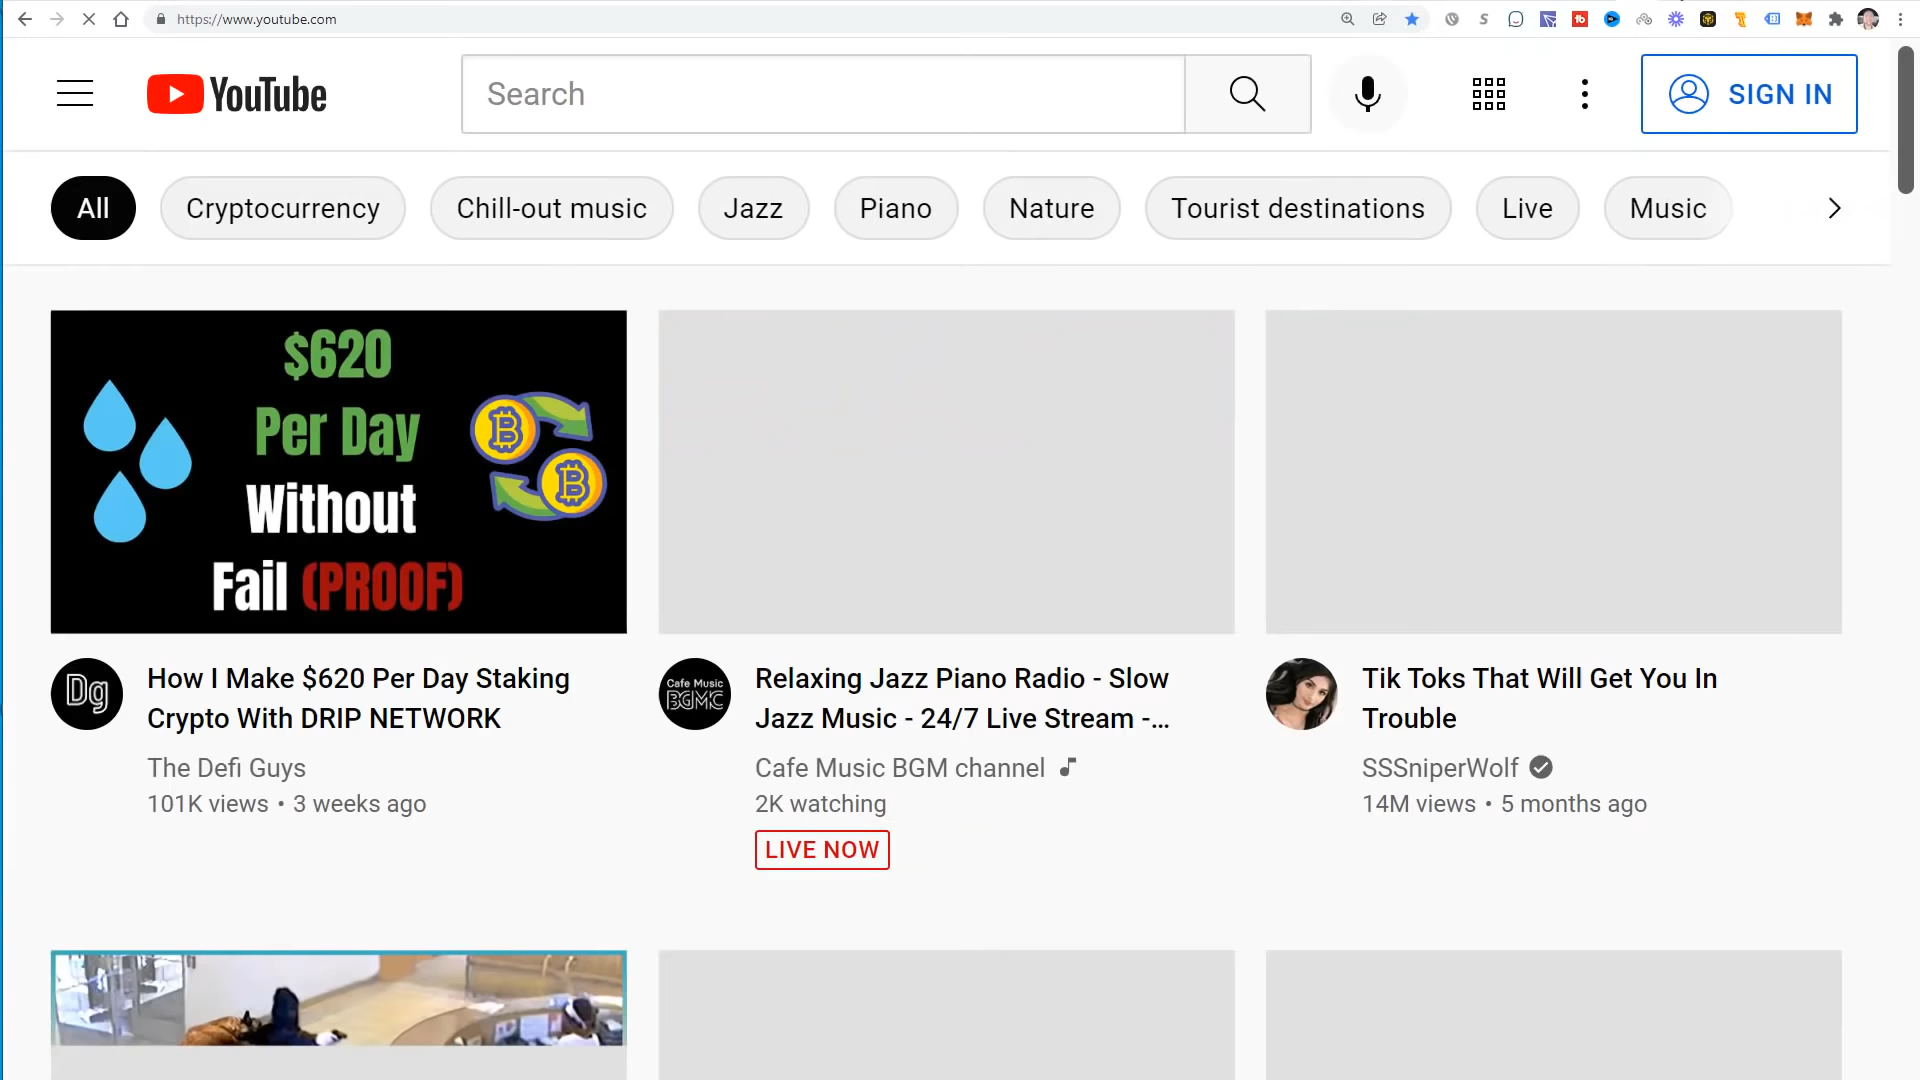 https://www.youtube.com
YouTube
Search
SIGN IN
All
Cryptocurrency
Chill-out music
Jazz
Piano
Nature
Tourist destinations
Live
Music
$620
Per Day
Without
Fail (PROOF)
Dg
How I Make $620 Per Day Staking
Crypto With DRIP NETWORK
The Defi Guys
101K views • 3 weeks ago
Cafe Music
BGMC
Relaxing Jazz Piano Radio - Slow
Jazz Music - 24/7 Live Stream -...
Cafe Music BGM channel
2K watching
LIVE NOW
Tik Toks That Will Get You In
Trouble
SSSniperWolf
14M views • 5 months ago